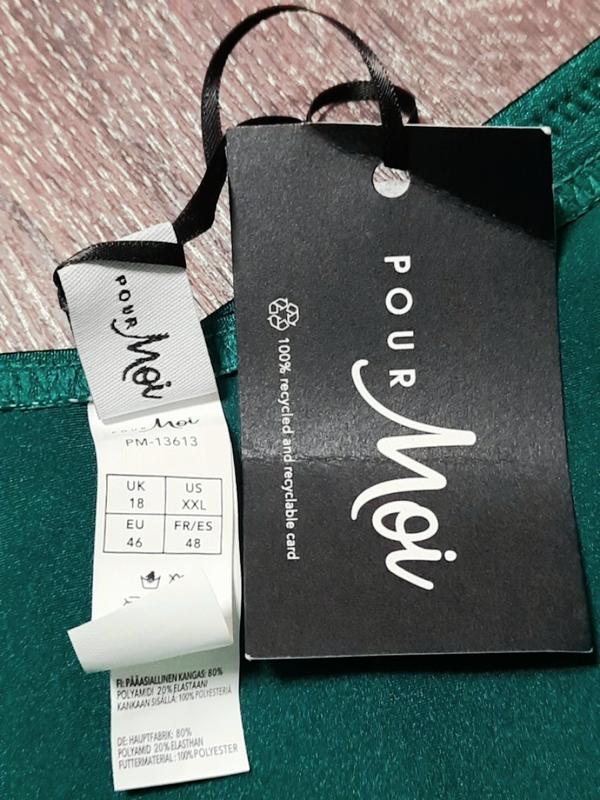 POUR
Moi
POUR
Moi
100% recycled and recyclable card
POUR Moi
PM-13613
UK
18
US
XXL
EU
46
FR/ES
48
FI: PÄÄASIALLINEN KANGAS: 80%
POLYAMIDI 20% ELASTAANI
KANKAAN SISÄLLÄ: 100% POLYESTERIÄ
DE: HAUPTFABRIK: 80%
POLYAMID 20% ELASTHAN
FUTTERMATERIAL: 100% POLYESTER